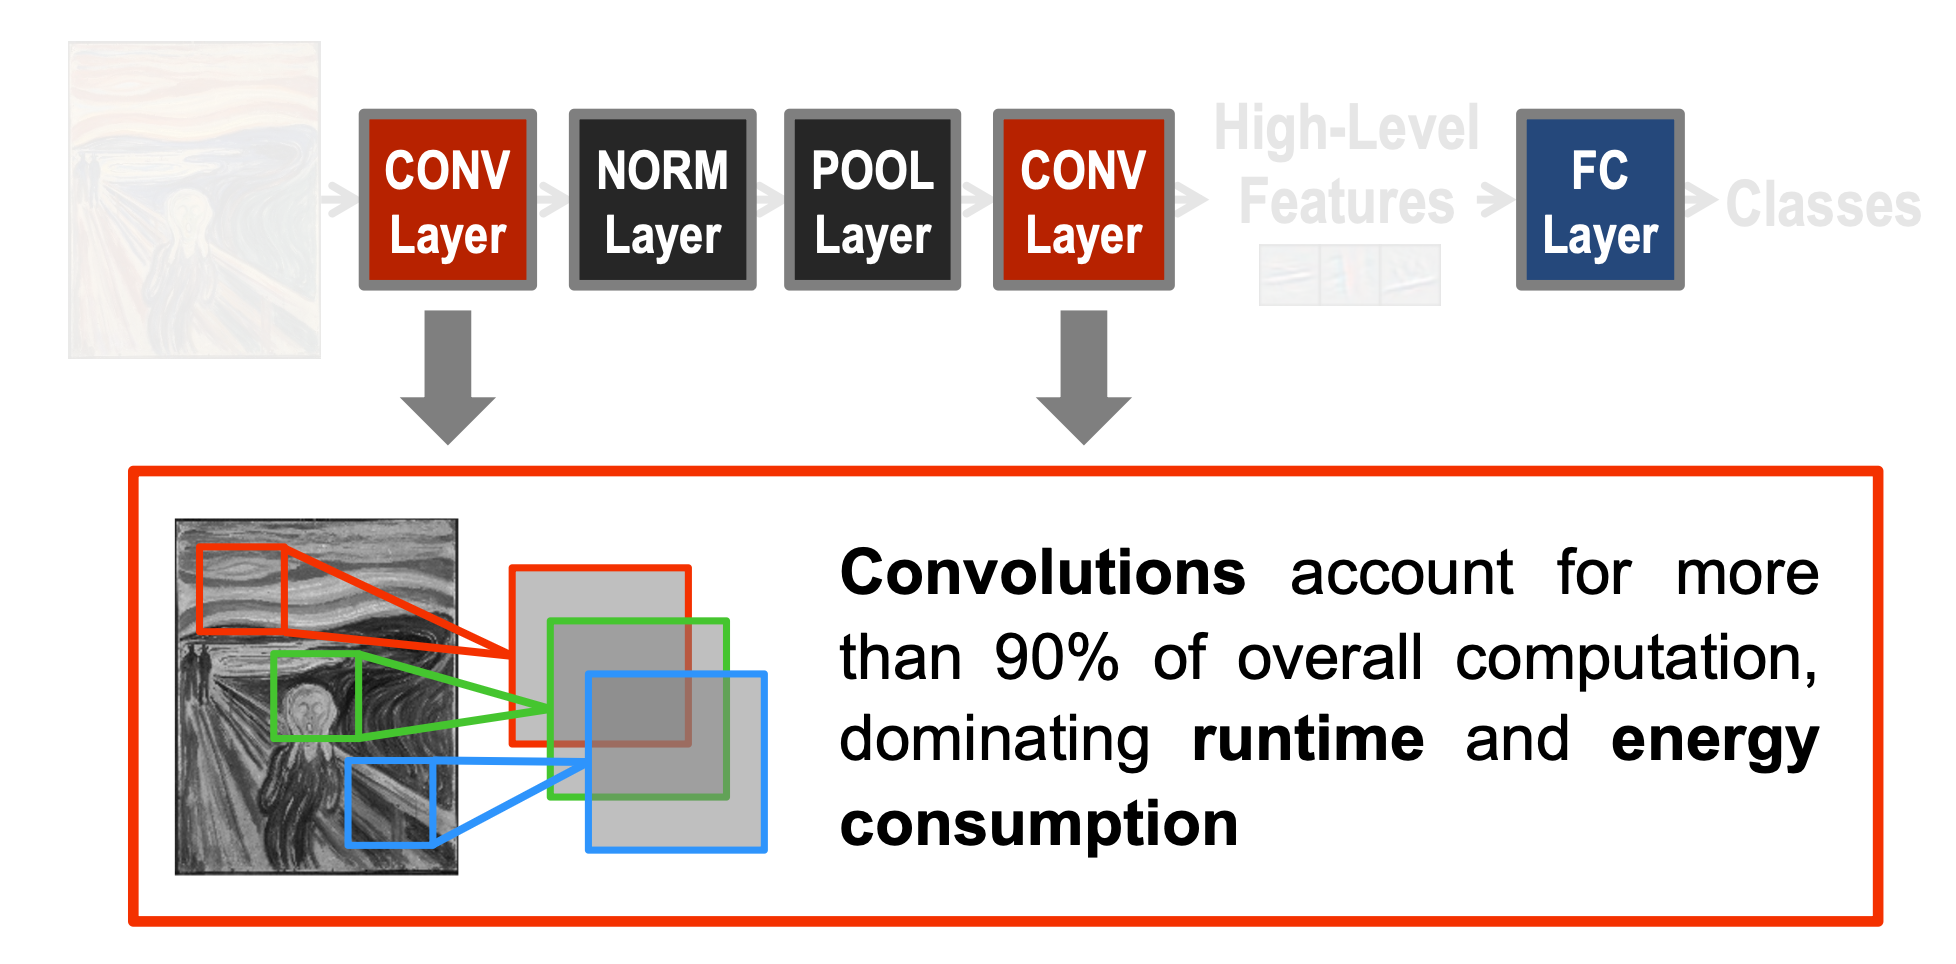 CONV
Layer
NORM
Layer
POOL
Layer
CONV
Layer
High-Level
Features
FC
Layer
Classes
Convolutions account for more
than 90% of overall computation,
dominating runtime and energy
consumption